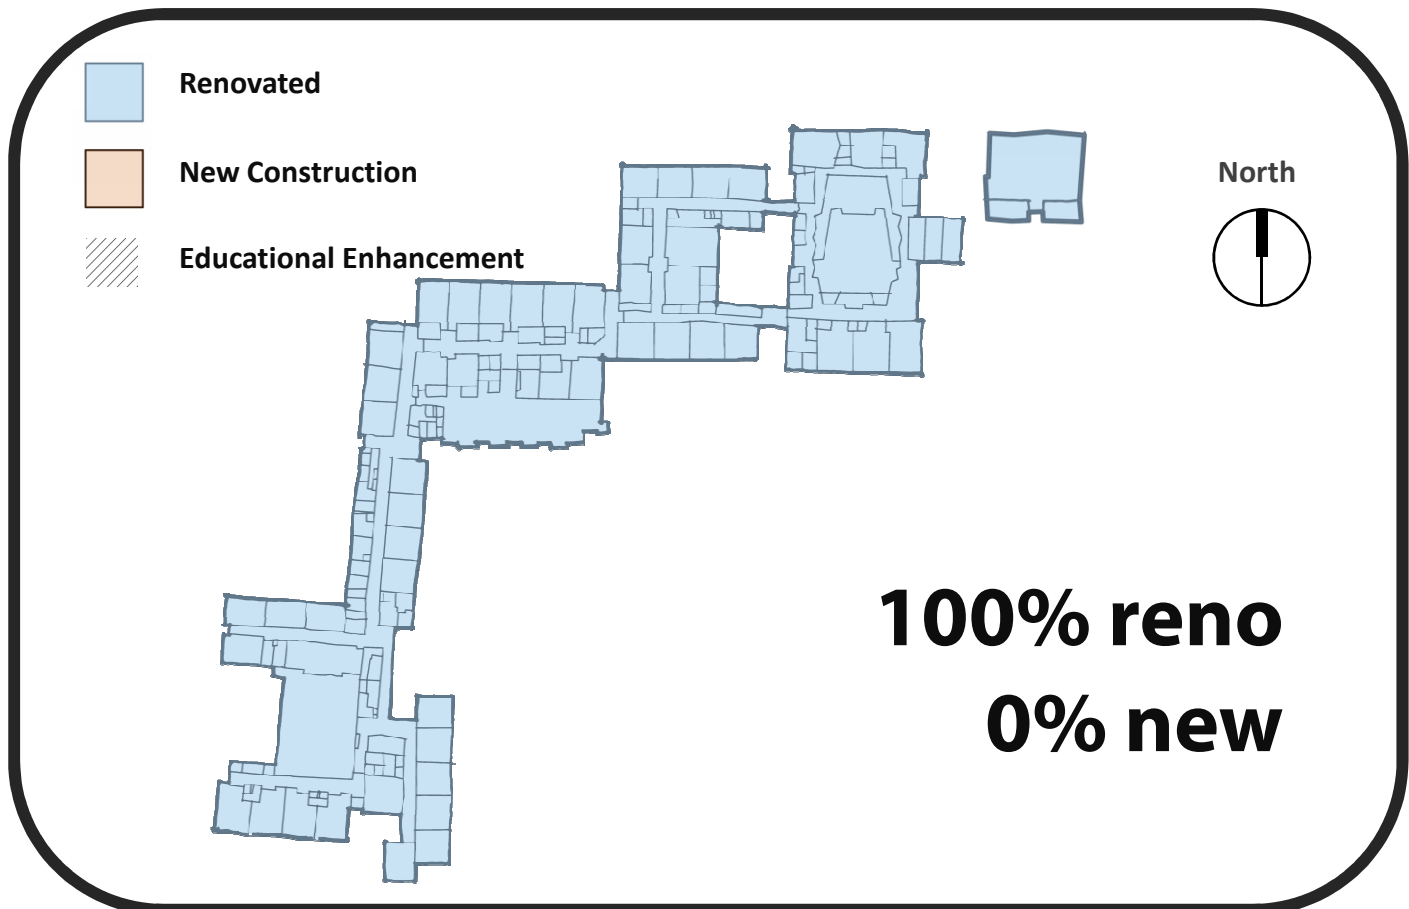 Renovated
New Construction
North
Educational Enhancement
100% reno
0% new